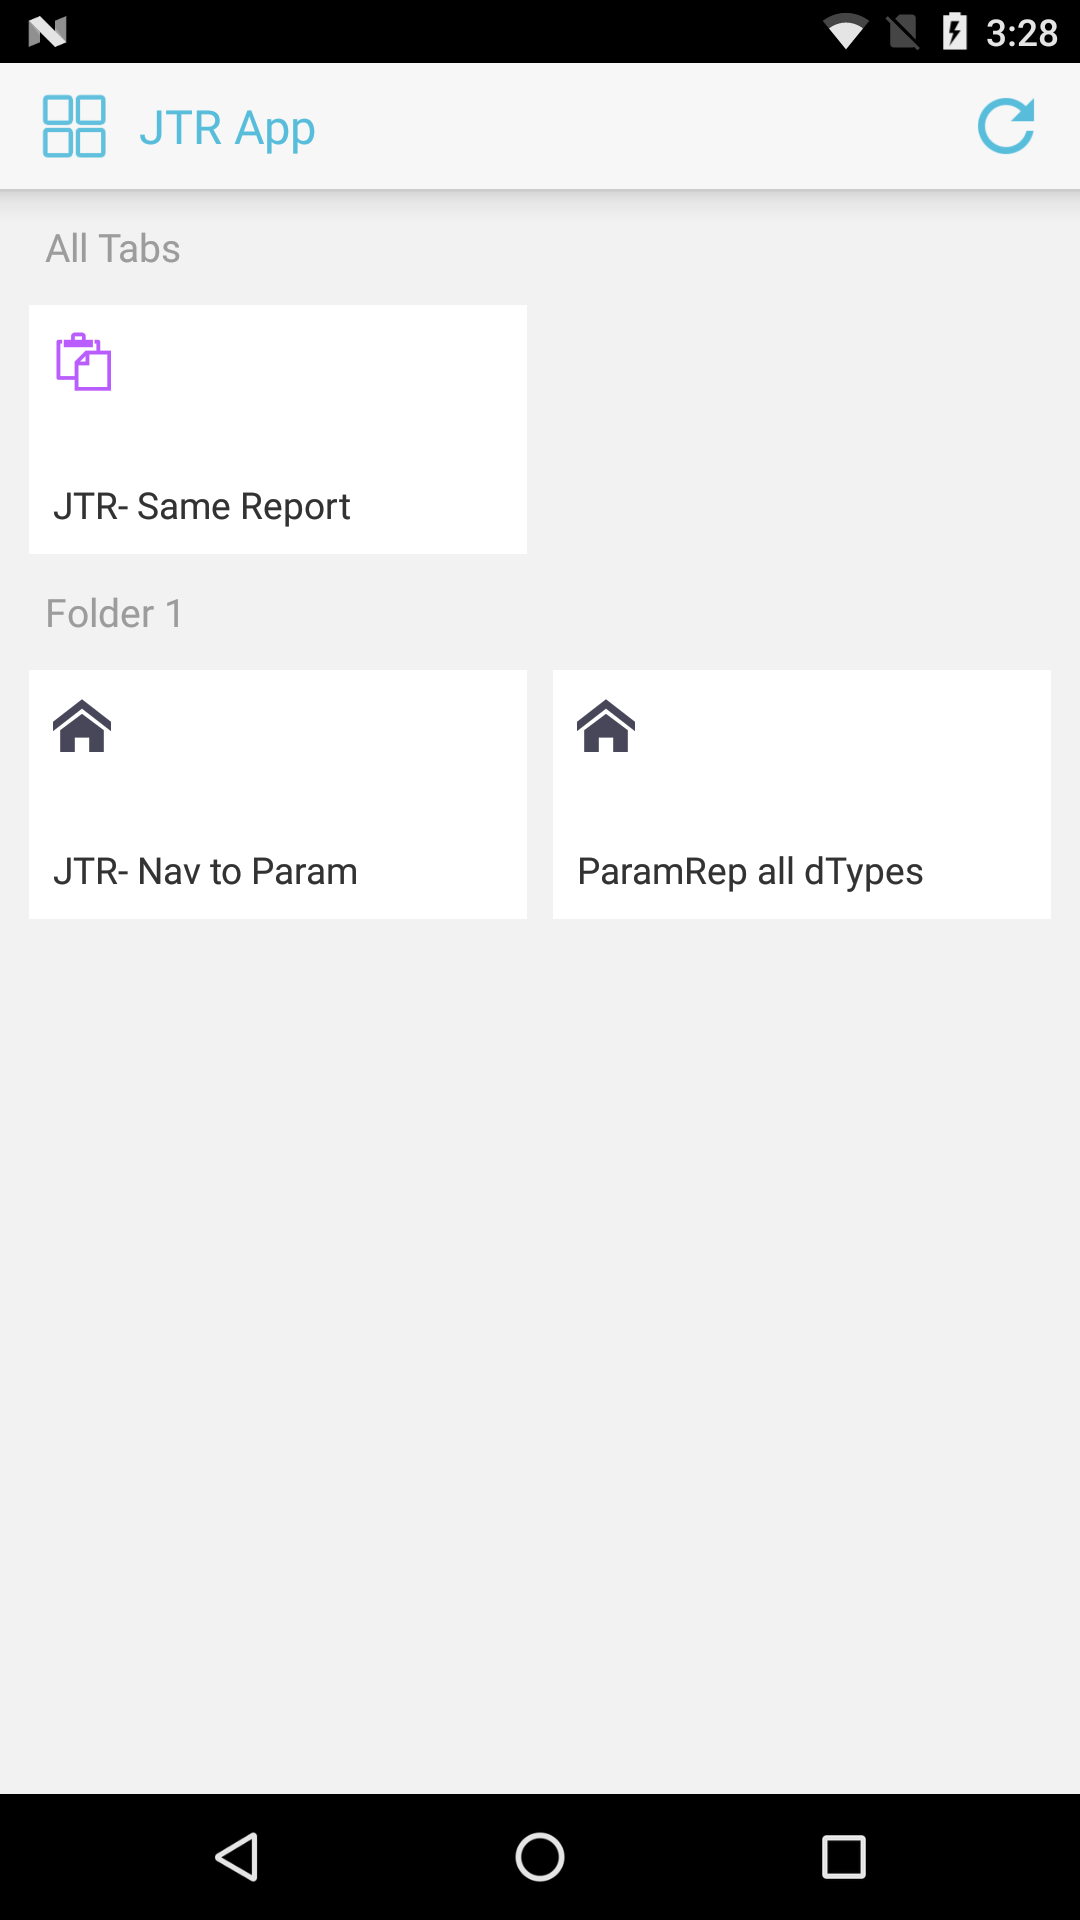 3:28
JTR App
All Tabs
JTR- Same Report
Folder 1
JTR- Nav to Param
ParamRep all dTypes